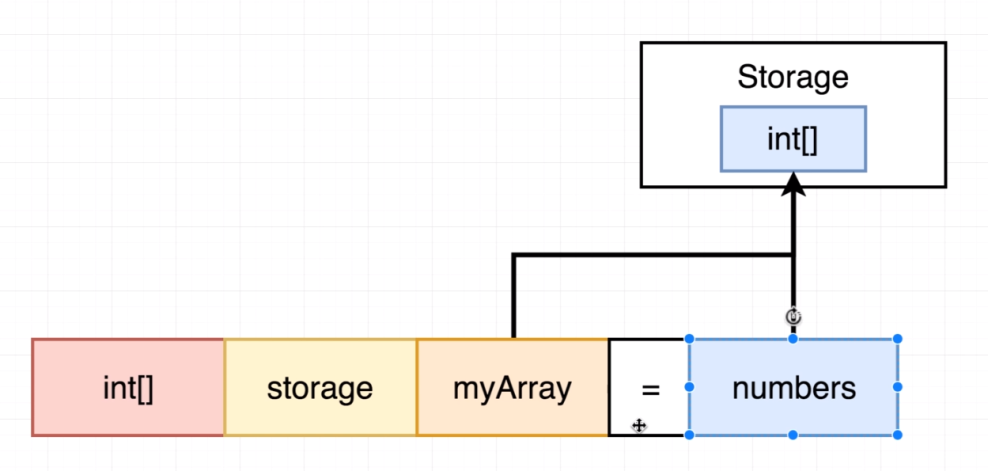 Storage
int[]
int[] storage myArray = numbers